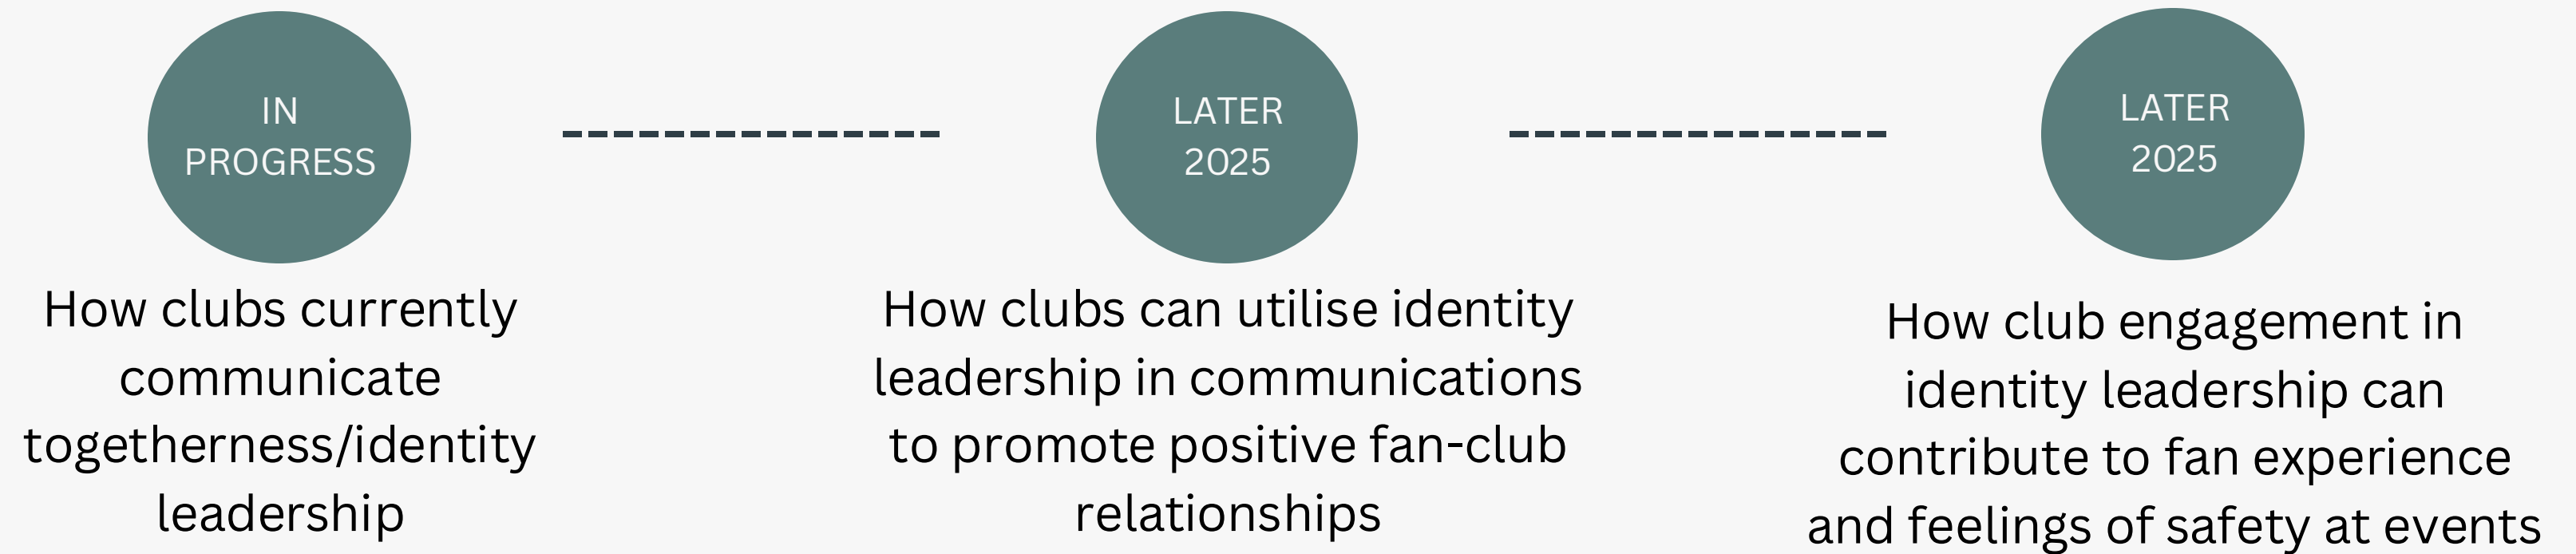 IN
PROGRESS
How clubs currently
communicate
togetherness/identity
leadership
LATER
2025
How clubs can utilise identity
leadership in communications
to promote positive fan-club
relationships
LATER
2025
How club engagement in
identity leadership can
contribute to fan experience
and feelings of safety at events